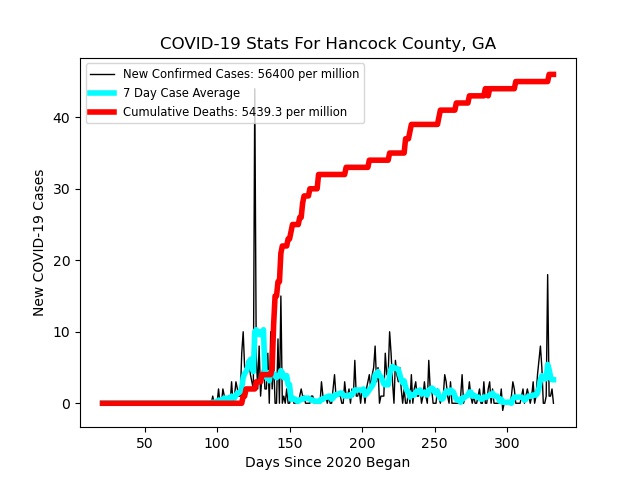 COVID-19 Stats For Hancock County, GA
New Confirmed Cases: 56400 per million
7 Day Case Average
Cumulative Deaths: 5439.3 per million
New COVID-19 Cases
40
30
20
10
0
50 100 150 200 250 300
Days Since 2020 Began